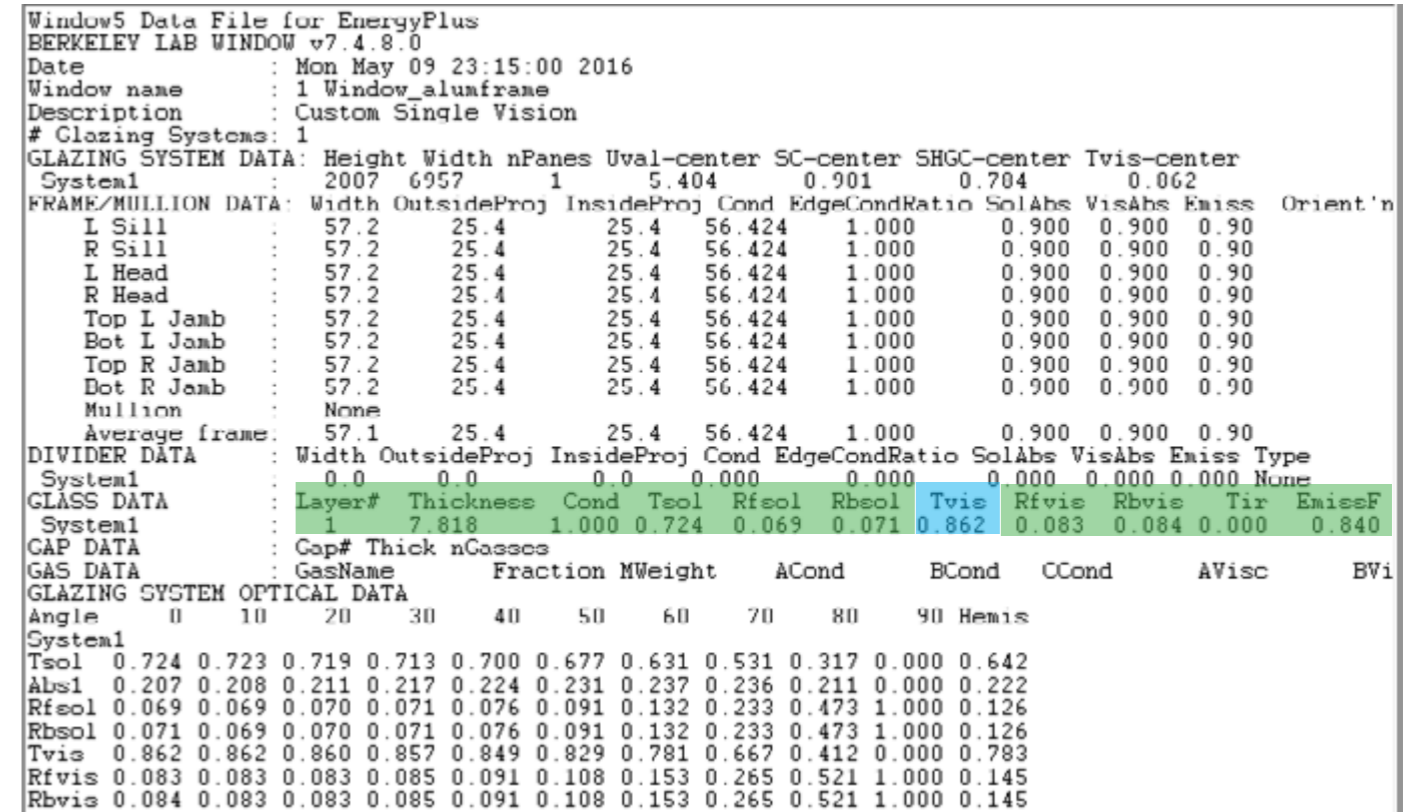 Window5 Data File for EnergyPlus
BERKELEY LAB WINDOW v7.4.8.0
Date : Mon May 09 23:15:00 2016
Window name : 1 Window_alumframe
Description : Custom Single Vision
# Glazing Systems: 1
GLAZING SYSTEM DATA: Height Width nPanes Uval-center SC-center SHGC-center Tvis-center
System1 : 2007 6957 1 5.404 0.901 0.784 0.862
FRAME/MULLION DATA: Width OutsideProj InsideProj Cond EdgeCondRatio SolAbs VisAbs Emiss Orient'n
L Sill : 57.2 25.4 25.4 56.424 1.000 0.900 0.900 0.90
R Sill : 57.2 25.4 25.4 56.424 1.000 0.900 0.900 0.90
L Head : 57.2 25.4 25.4 56.424 1.000 0.900 0.900 0.90
R Head : 57.2 25.4 25.4 56.424 1.000 0.900 0.900 0.90
Top L Jamb : 57.2 25.4 25.4 56.424 1.000 0.900 0.900 0.90
Bot L Jamb : 57.2 25.4 25.4 56.424 1.000 0.900 0.900 0.90
Top R Jamb : 57.2 25.4 25.4 56.424 1.000 0.900 0.900 0.90
Bot R Jamb : 57.2 25.4 25.4 56.424 1.000 0.900 0.900 0.90
Mullion : None
Average frame: 57.1 25.4 25.4 56.424 1.000 0.900 0.900 0.90
DIVIDER DATA : Width OutsideProj InsideProj Cond EdgeCondRatio SolAbs VisAbs Emiss Type
System1 : 0.0 0.0 0.0 0.000 0.000 0.000 0.000 0.000 None
GLASS DATA : Layer# Thickness Cond Tsol Rfsol Rbsol Tvis Rfvis Rbvis Tir EmissF
System1 : 1 7.818 1.000 0.724 0.069 0.071 0.862 0.083 0.084 0.000 0.840
GAP DATA : Gap# Thick nGasses
GAS DATA : GasName Fraction MWeight ACond BCond CCond AVisc BVi
GLAZING SYSTEM OPTICAL DATA
Angle 0 10 20 30 40 50 60 70 80 90 Hemis
System1
Tsol 0.724 0.723 0.719 0.713 0.700 0.677 0.631 0.531 0.317 0.000 0.642
Abs1 0.207 0.208 0.211 0.217 0.224 0.231 0.237 0.236 0.211 0.000 0.222
Rfsol 0.069 0.069 0.070 0.071 0.076 0.091 0.132 0.233 0.473 1.000 0.126
Rbsol 0.071 0.069 0.070 0.071 0.076 0.091 0.132 0.233 0.473 1.000 0.126
Tvis 0.862 0.862 0.860 0.857 0.849 0.829 0.781 0.667 0.412 0.000 0.783
Rfvis 0.083 0.083 0.083 0.085 0.091 0.108 0.153 0.265 0.521 1.000 0.145
Rbvis 0.084 0.083 0.083 0.085 0.091 0.108 0.153 0.265 0.521 1.000 0.145